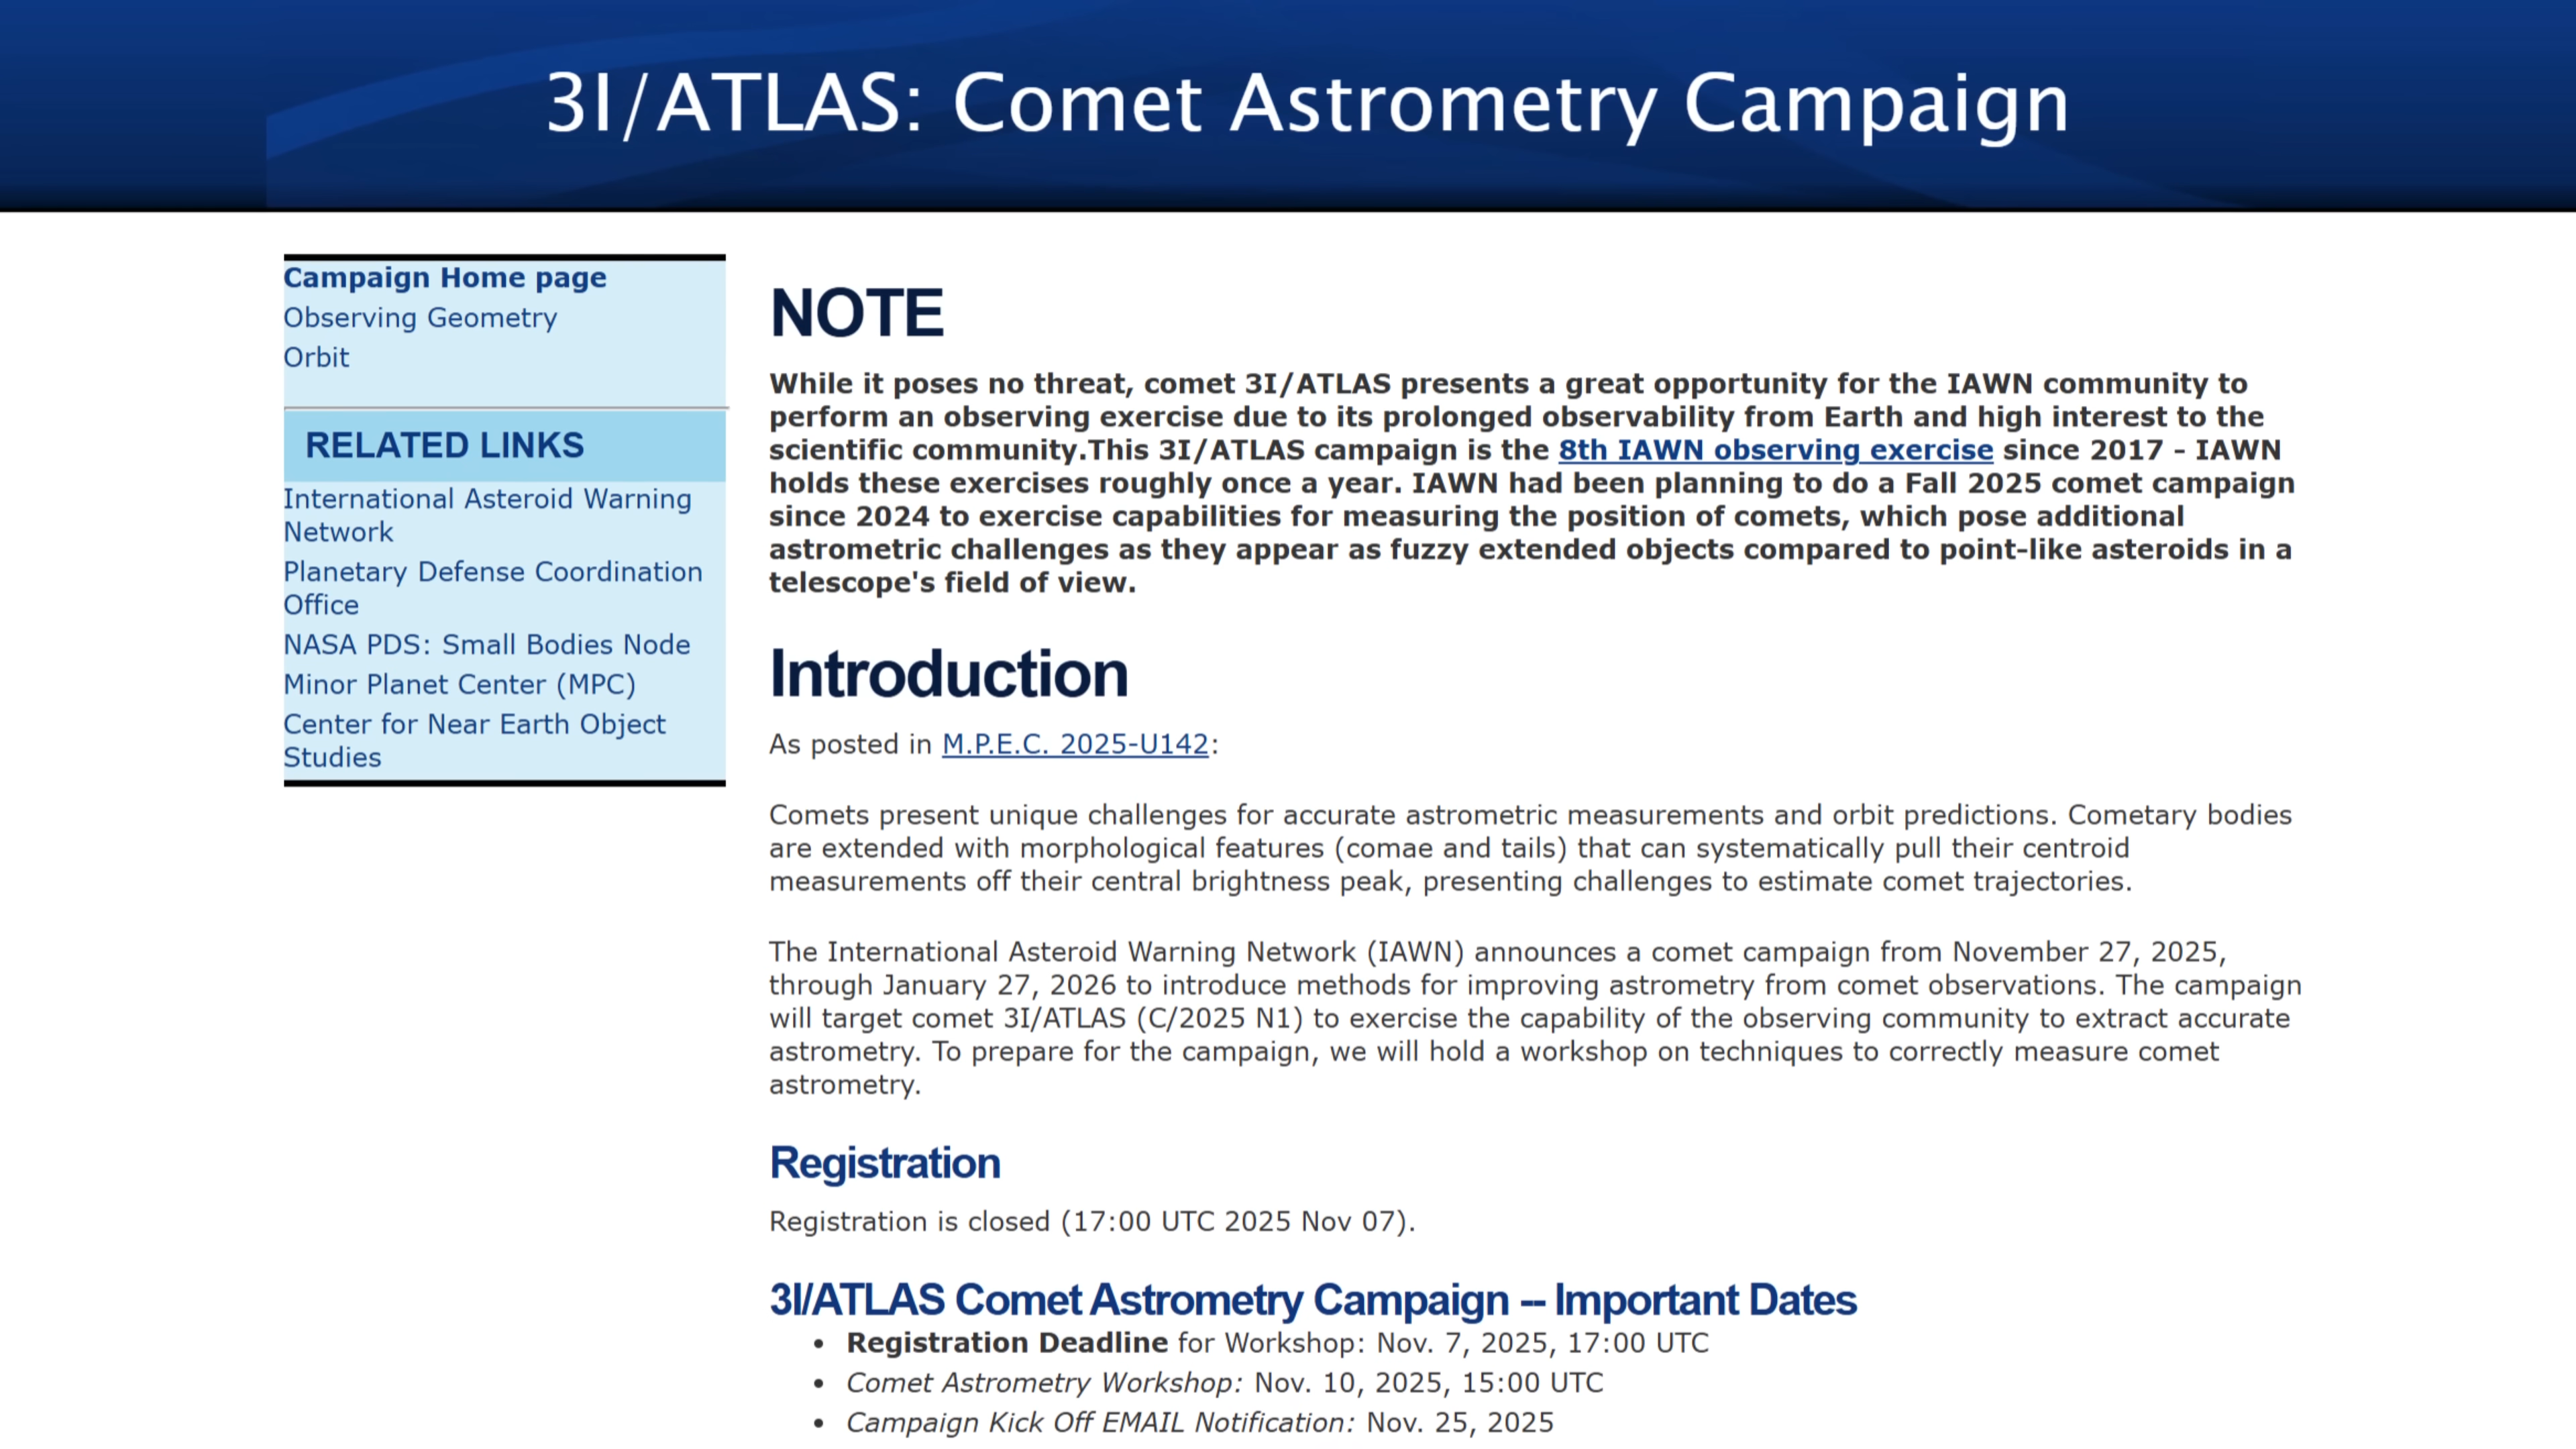 3I/ATLAS: Comet Astrometry Campaign
Campaign Home page
Observing Geometry
Orbit
RELATED LINKS
International Asteroid Warning
Network
Planetary Defense Coordination
Office
NASA PDS: Small Bodies Node
Minor Planet Center (MPC)
Center for Near Earth Object
Studies
NOTE
While it poses no threat, comet 3I/ATLAS presents a great opportunity for the IAWN community to
perform an observing exercise due to its prolonged observability from Earth and high interest to the
scientific community.This 3I/ATLAS campaign is the 8th IAWN observing exercise since 2017 - IAWN
holds these exercises roughly once a year. IAWN had been planning to do a Fall 2025 comet campaign
since 2024 to exercise capabilities for measuring the position of comets, which pose additional
astrometric challenges as they appear as fuzzy extended objects compared to point-like asteroids in a
telescope's field of view.
Introduction
As posted in M.P.E.C. 2025-U142:
Comets present unique challenges for accurate astrometric measurements and orbit predictions. Cometary bodies
are extended with morphological features (comae and tails) that can systematically pull their centroid
measurements off their central brightness peak, presenting challenges to estimate comet trajectories.
The International Asteroid Warning Network (IAWN) announces a comet campaign from November 27, 2025,
through January 27, 2026 to introduce methods for improving astrometry from comet observations. The campaign
will target comet 3I/ATLAS (C/2025 N1) to exercise the capability of the observing community to extract accurate
astrometry. To prepare for the campaign, we will hold a workshop on techniques to correctly measure comet
astrometry.
Registration
Registration is closed (17:00 UTC 2025 Nov 07).
3I/ATLAS Comet Astrometry Campaign -- Important Dates
• Registration Deadline for Workshop: Nov. 7, 2025, 17:00 UTC
• Comet Astrometry Workshop: Nov. 10, 2025, 15:00 UTC
• Campaign Kick Off EMAIL Notification: Nov. 25, 2025